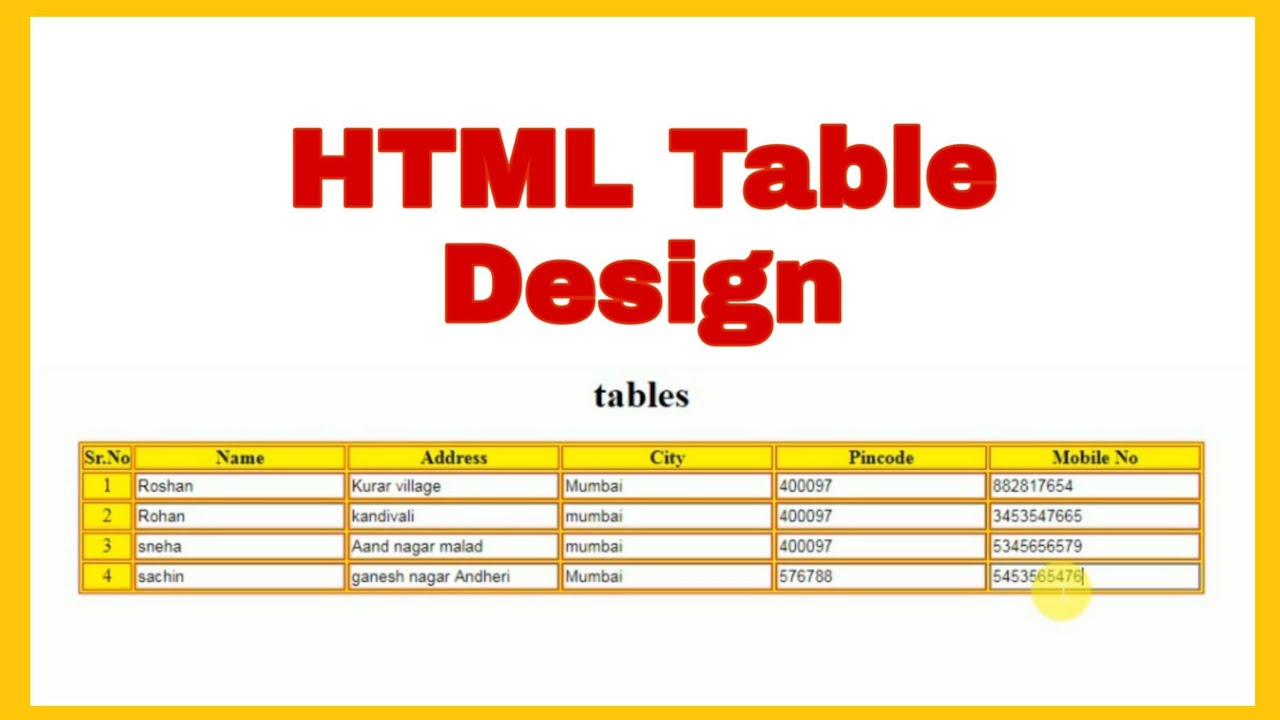 HTML Table
Design
tables
Sr.No Name Address City Pincode Mobile No
1 Roshan Kurar village Mumbai 400097 882817654
2 Rohan kandivali mumbai 400097 3453547665
3 sneha Aand nagar malad mumbai 400097 5345656579
4 sachin ganesh nagar Andheri Mumbai 576788 5453565476